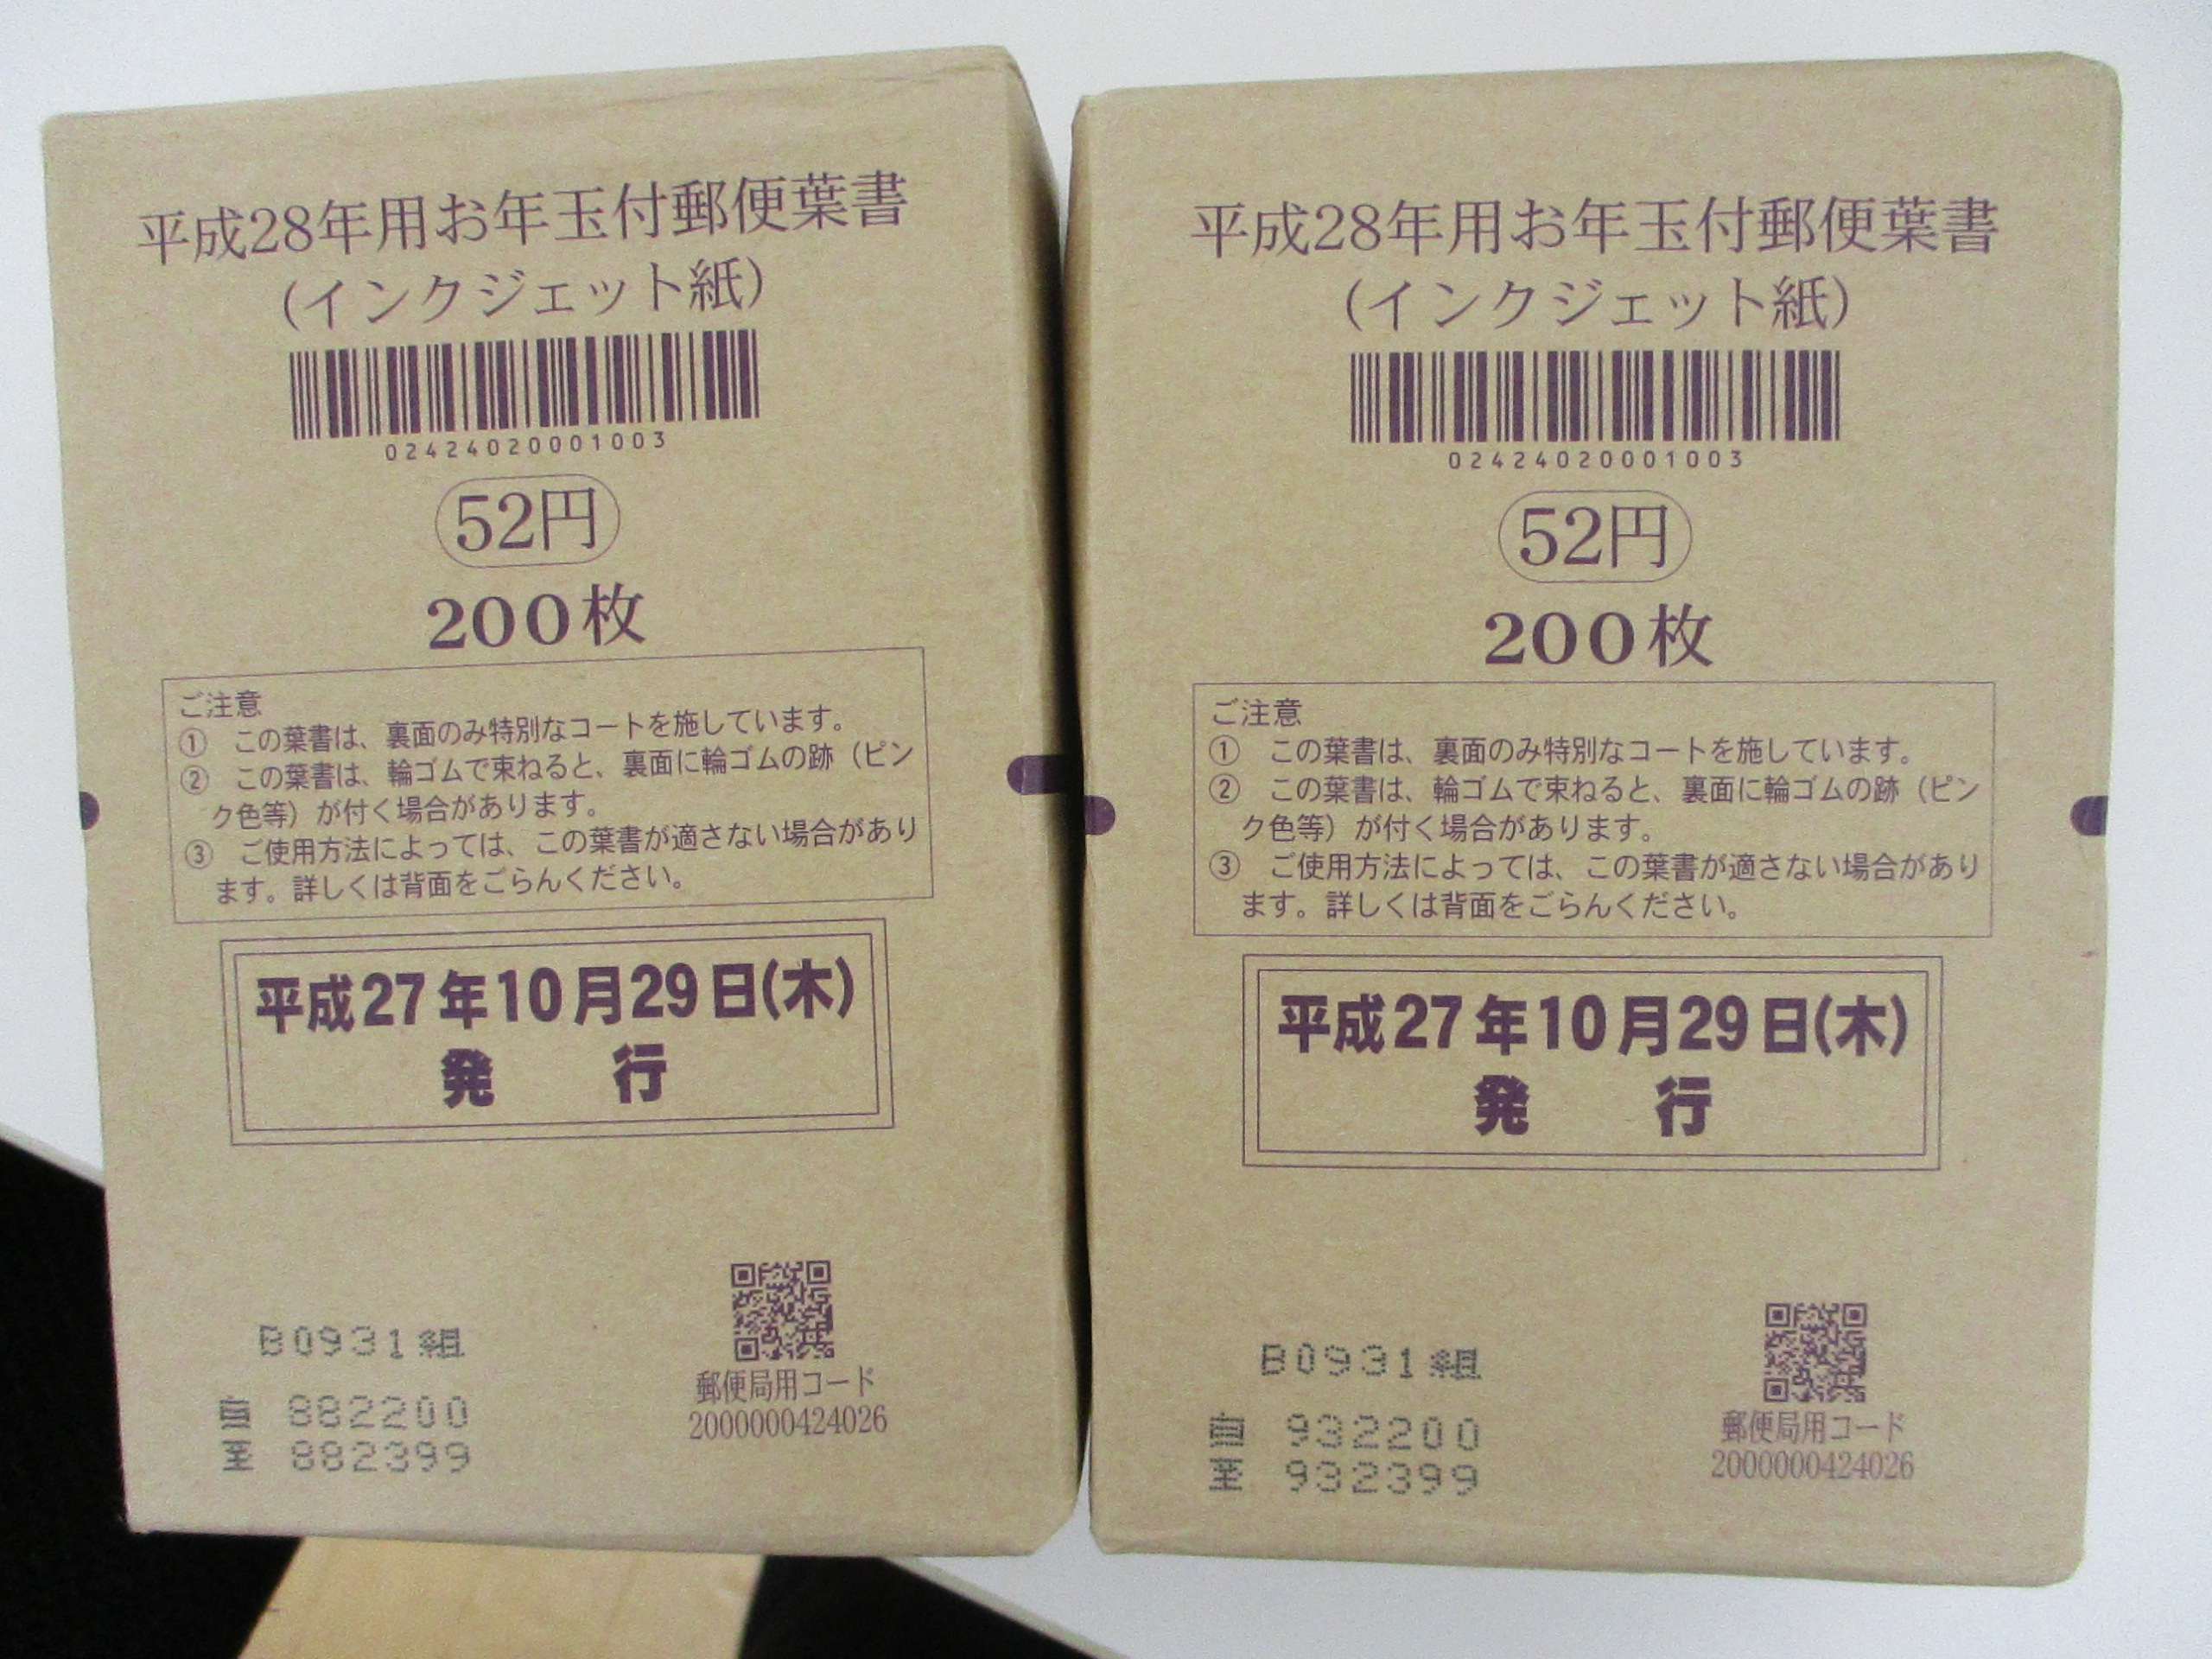 平成28年用お年玉付郵便葉書
(インクジェット紙)
02424020001003
52円
200枚
ご注意
① この葉書は、裏面のみ特別なコートを施しています。
② この葉書は、輪ゴムで束ねると、裏面に輪ゴムの跡（ピン
ク色等）が付く場合があります。
③ ご使用方法によっては、この葉書が適さない場合があり
ます。詳しくは背面をごらんください。
平成27年10月29日(木)
発 行
B0931組
自 882200
至 882399
郵便局用コード
2000000424026
平成28年用お年玉付郵便葉書
(インクジェット紙)
02424020001003
52円
200枚
ご注意
① この葉書は、裏面のみ特別なコートを施しています。
② この葉書は、輪ゴムで束ねると、裏面に輪ゴムの跡（ピン
ク色等）が付く場合があります。
③ ご使用方法によっては、この葉書が適さない場合があり
ます。詳しくは背面をごらんください。
平成27年10月29日(木)
発 行
B0931組
自 932200
至 932399
郵便局用コード
2000000424026